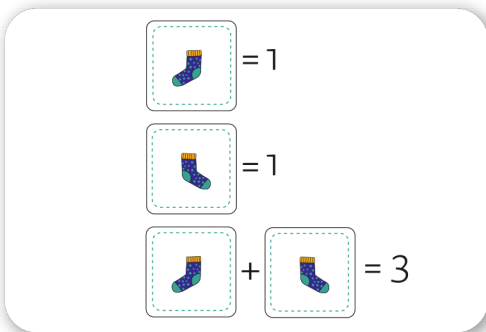 = 1
= 1
+ = 3